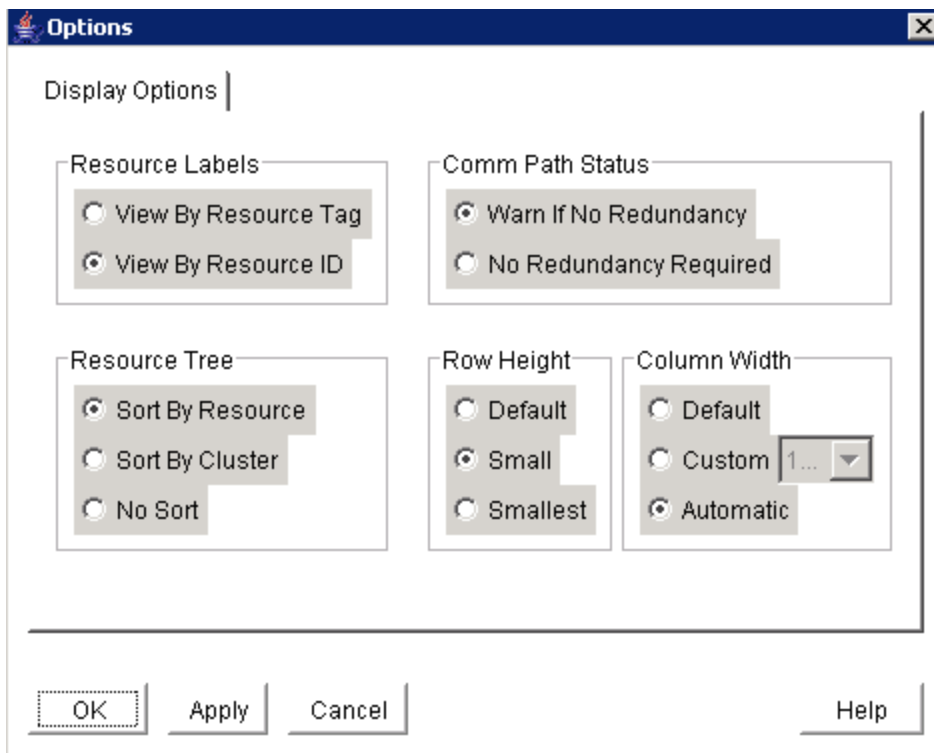 Options
Display Options
Resource Labels
View By Resource Tag
View By Resource ID
Comm Path Status
Warn If No Redundancy
No Redundancy Required
Resource Tree
Sort By Resource
Sort By Cluster
No Sort
Row Height
Default
Small
Smallest
Column Width
Default
Custom 1...
Automatic
OK Apply Cancel Help